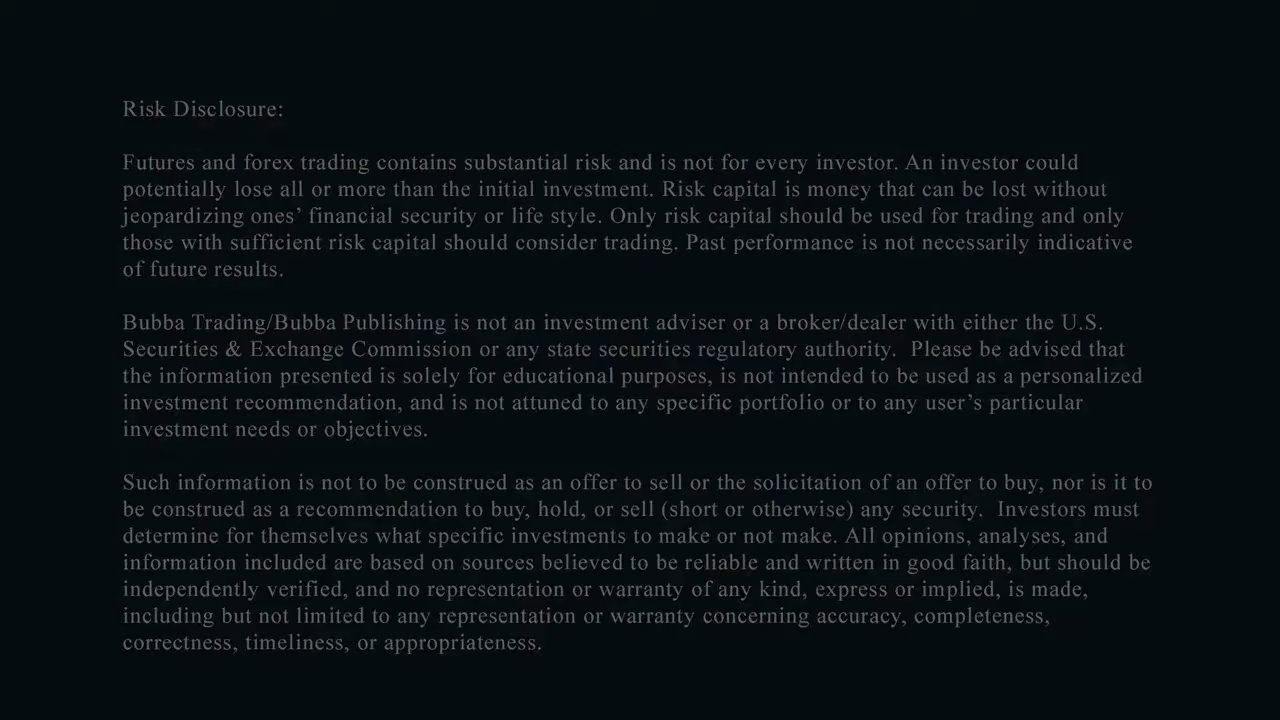 Risk Disclosure:
Futures and forex trading contains substantial risk and is not for every investor. An investor could
potentially lose all or more than the initial investment. Risk capital is money that can be lost without
jeopardizing ones’ financial security or life style. Only risk capital should be used for trading and only
those with sufficient risk capital should consider trading. Past performance is not necessarily indicative
of future results.
Bubba Trading/Bubba Publishing is not an investment adviser or a broker/dealer with either the U.S.
Securities & Exchange Commission or any state securities regulatory authority.  Please be advised that
the information presented is solely for educational purposes, is not intended to be used as a personalized
investment recommendation, and is not attuned to any specific portfolio or to any user’s particular
investment needs or objectives.
Such information is not to be construed as an offer to sell or the solicitation of an offer to buy, nor is it to
be construed as a recommendation to buy, hold, or sell (short or otherwise) any security.  Investors must
determine for themselves what specific investments to make or not make. All opinions, analyses, and
information included are based on sources believed to be reliable and written in good faith, but should be
independently verified, and no representation or warranty of any kind, express or implied, is made,
including but not limited to any representation or warranty concerning accuracy, completeness,
correctness, timeliness, or appropriateness.